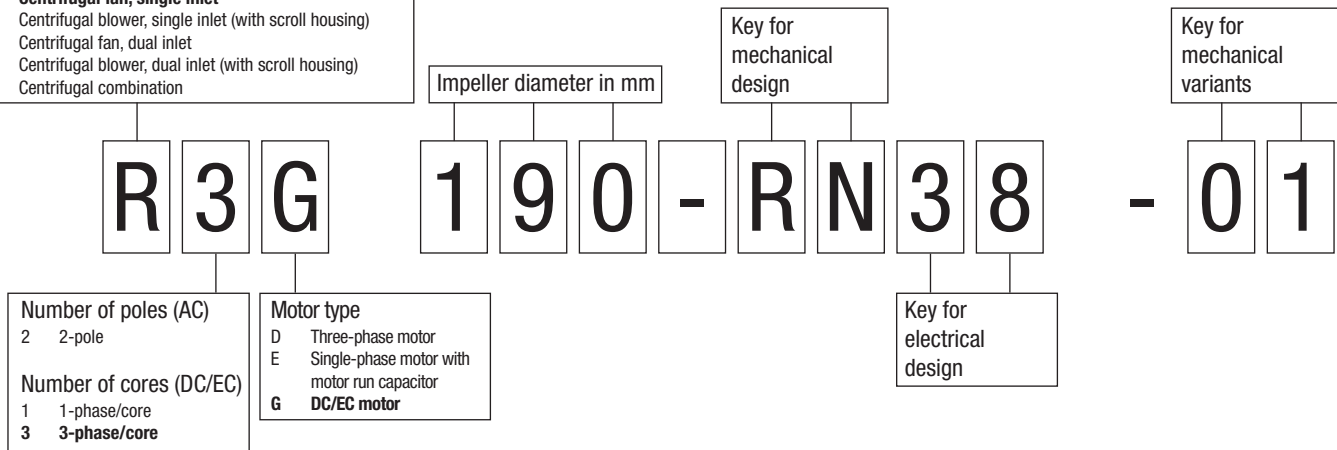 Centrifugal fan, single inlet
Centrifugal blower, single inlet (with scroll housing)
Centrifugal fan, dual inlet
Centrifugal blower, dual inlet (with scroll housing)
Centrifugal combination
Impeller diameter in mm
Key for
mechanical
design
Key for
mechanical
variants
R 3 G 1 9 0 - R N 3 8 - 0 1
Number of poles (AC)
2 2-pole
Number of cores (DC/EC)
1 1-phase/core
3 3-phase/core
Motor type
D Three-phase motor
E Single-phase motor with
motor run capacitor
G DC/EC motor
Key for
electrical
design